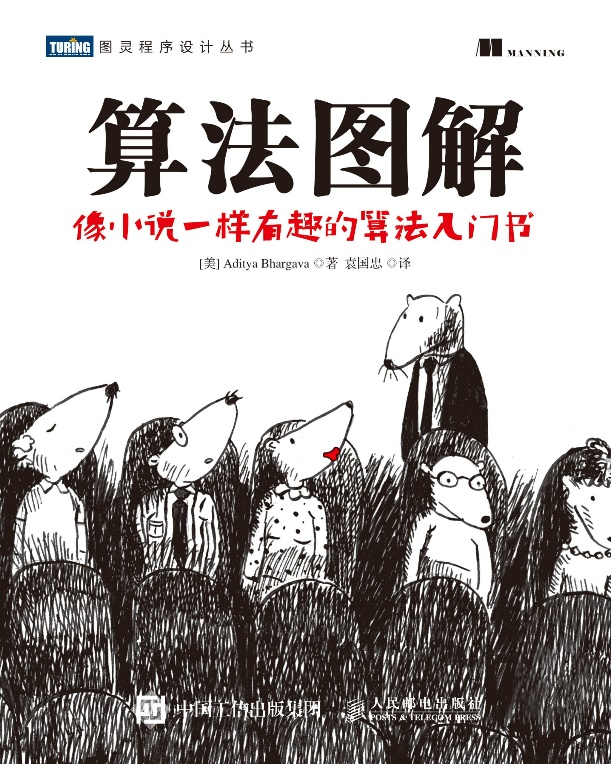 TURING 图灵程序设计丛书
MANNING
算法图解
像小说一样有趣的算法入门书
[美] Aditya Bhargava ◎著 袁国忠 ◎译
中国工信出版集团
人民邮电出版社
POSTS & TELECOM PRESS